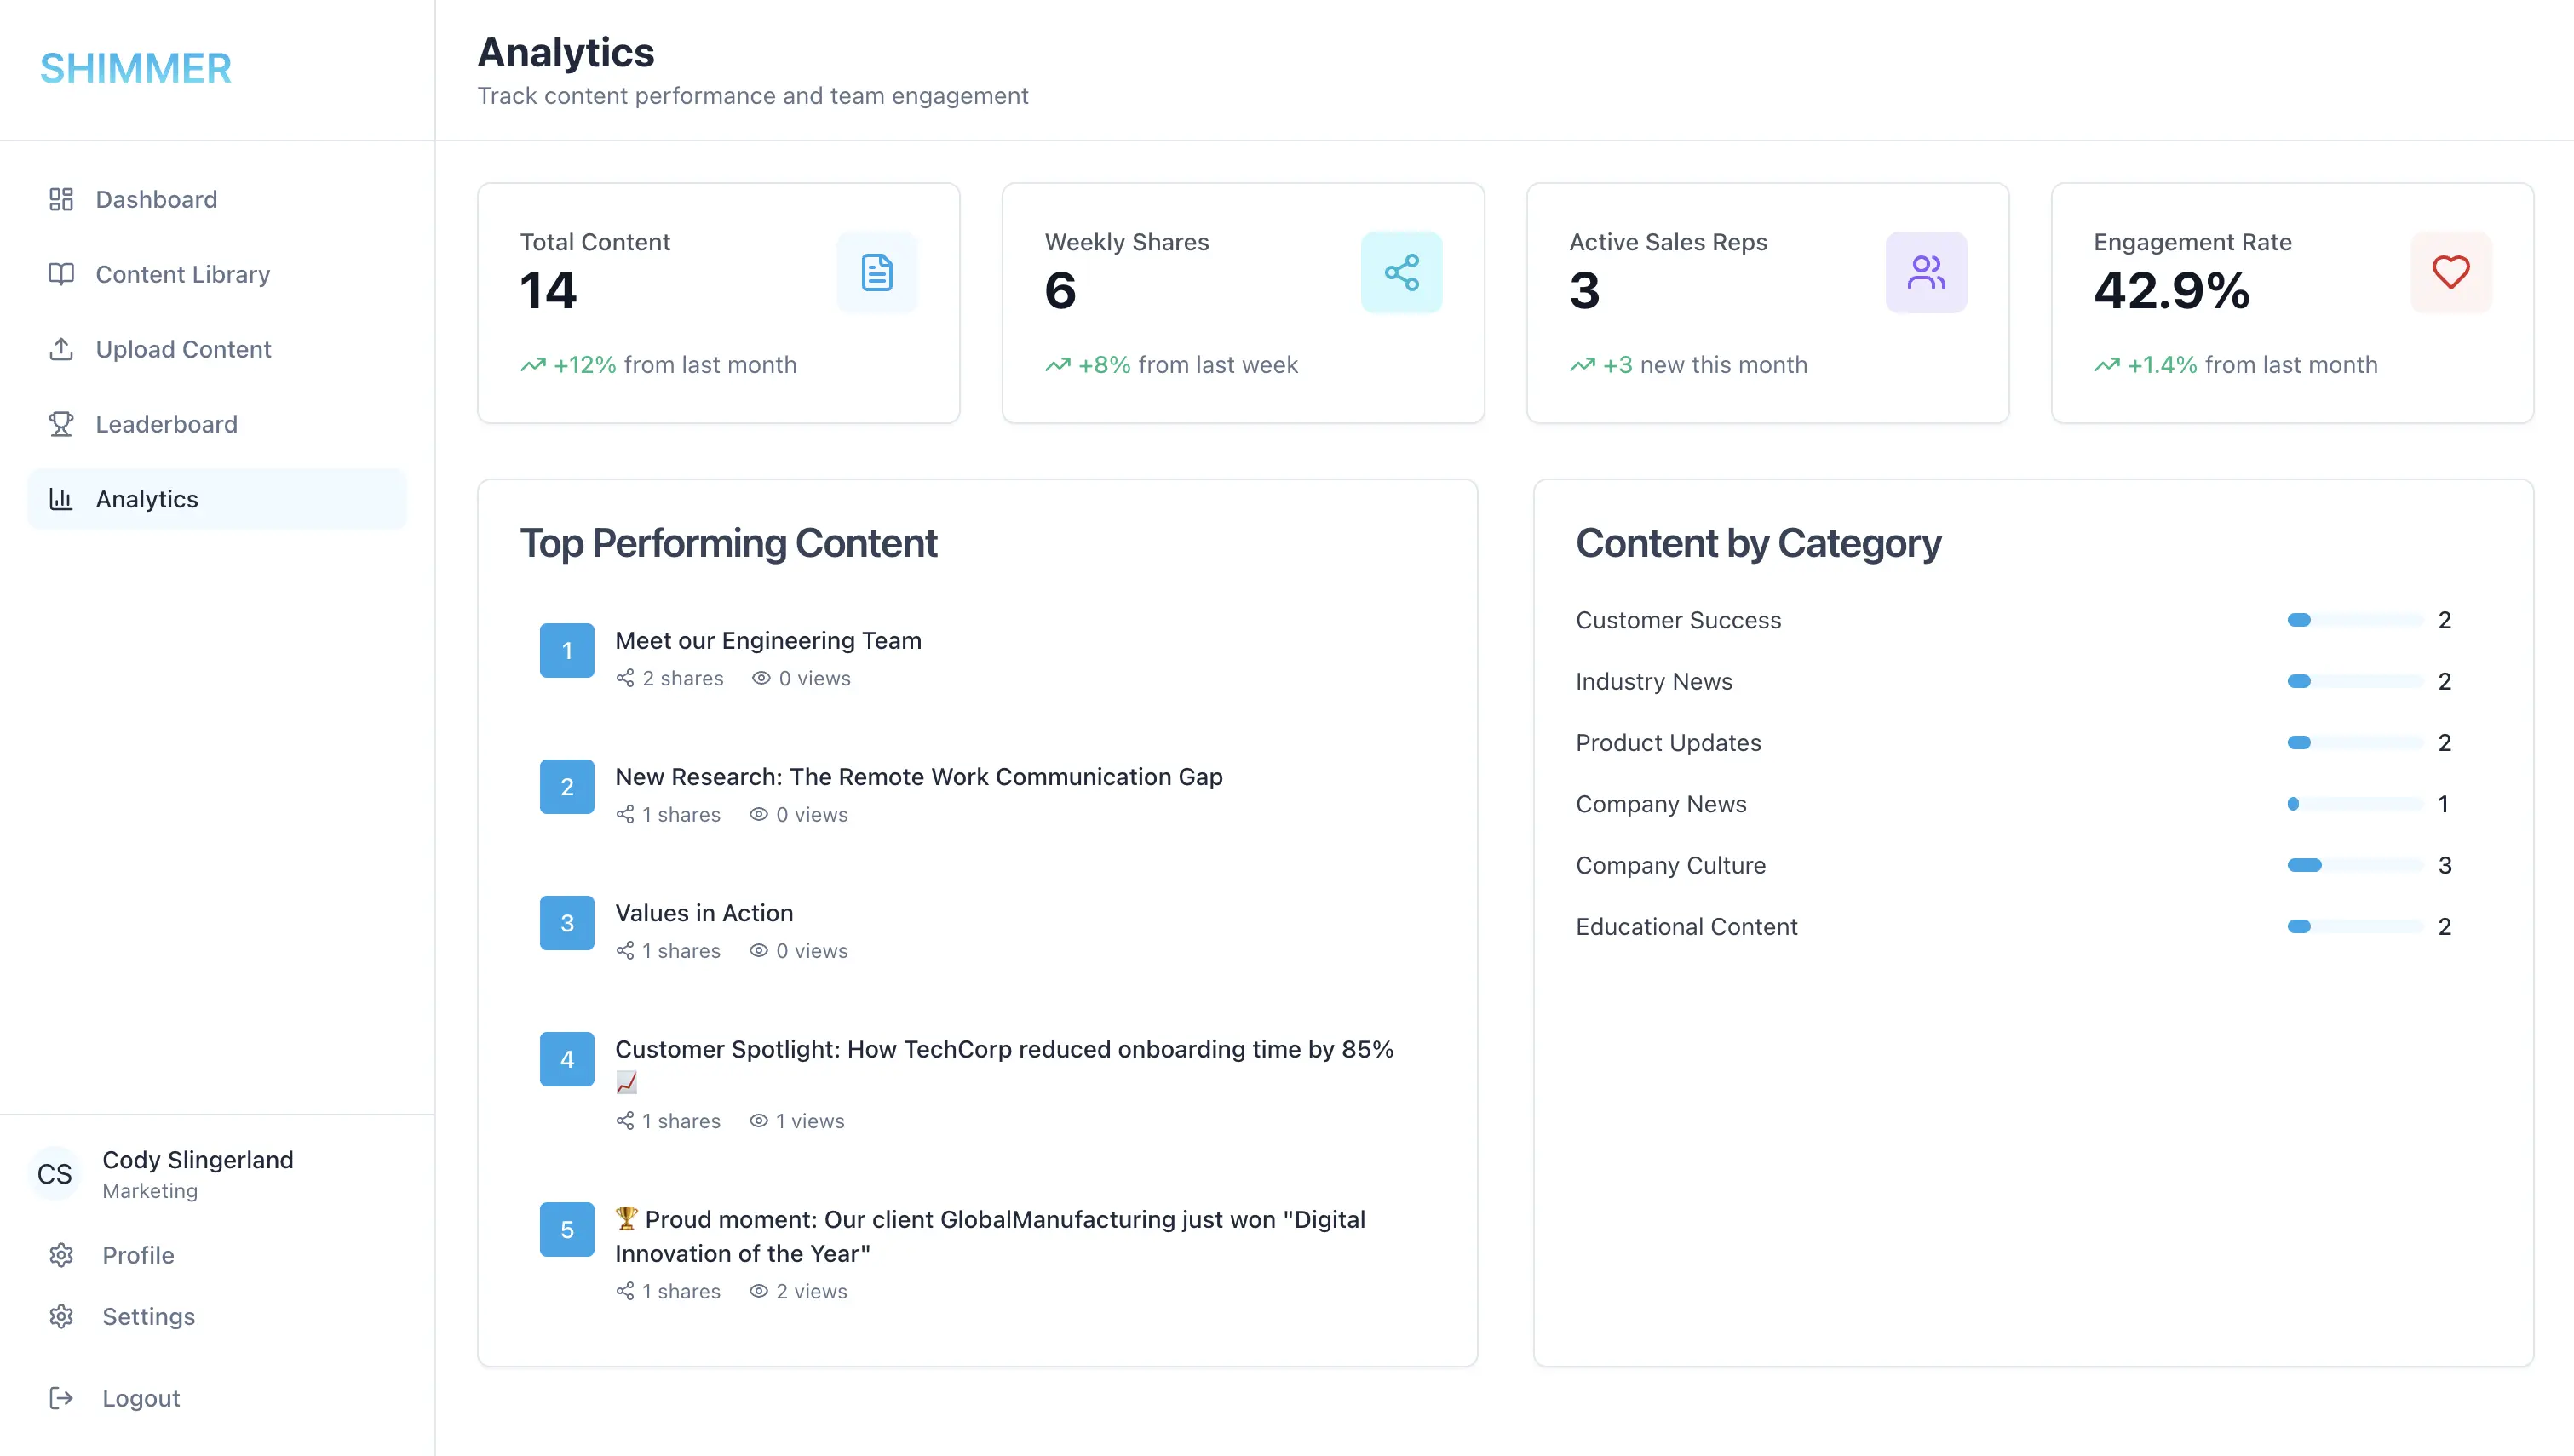 SHIMMER
Dashboard
Content Library
Upload Content
Leaderboard
Analytics
CS
Cody Slingerland
Marketing
Profile
Settings
Logout
Analytics
Track content performance and team engagement
Total Content
14
+12% from last month
Weekly Shares
6
+8% from last week
Active Sales Reps
3
+3 new this month
Engagement Rate
42.9%
+1.4% from last month
Top Performing Content
1
Meet our Engineering Team
2 shares 0 views
2
New Research: The Remote Work Communication Gap
1 shares 0 views
3
Values in Action
1 shares 0 views
4
Customer Spotlight: How TechCorp reduced onboarding time by 85%
📈
1 shares 1 views
5
🏆 Proud moment: Our client GlobalManufacturing just won "Digital
Innovation of the Year"
1 shares 2 views
Content by Category
Customer Success 2
Industry News 2
Product Updates 2
Company News 1
Company Culture 3
Educational Content 2